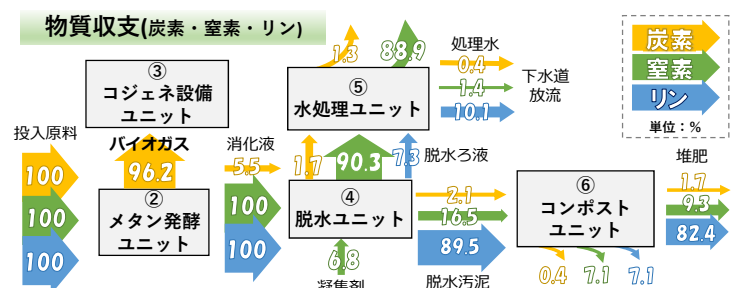 物質収支(炭素・窒素・リン)
炭素
窒素
リン
単位：%
投入原料
100
100
100
②
メタン発酵
ユニット
バイオガス
96.2
③
コジェネ設備
ユニット
消化液
5.5
100
100
④
脱水ユニット
凝集剤
6.8
1.7
90.3
7.3
脱水ろ液
⑤
水処理ユニット
1.3
88.9
処理水
0.4
1.4
10.1
下水道
放流
2.1
16.5
89.5
脱水汚泥
⑥
コンポスト
ユニット
0.4
7.1
7.1
堆肥
1.7
9.3
82.4